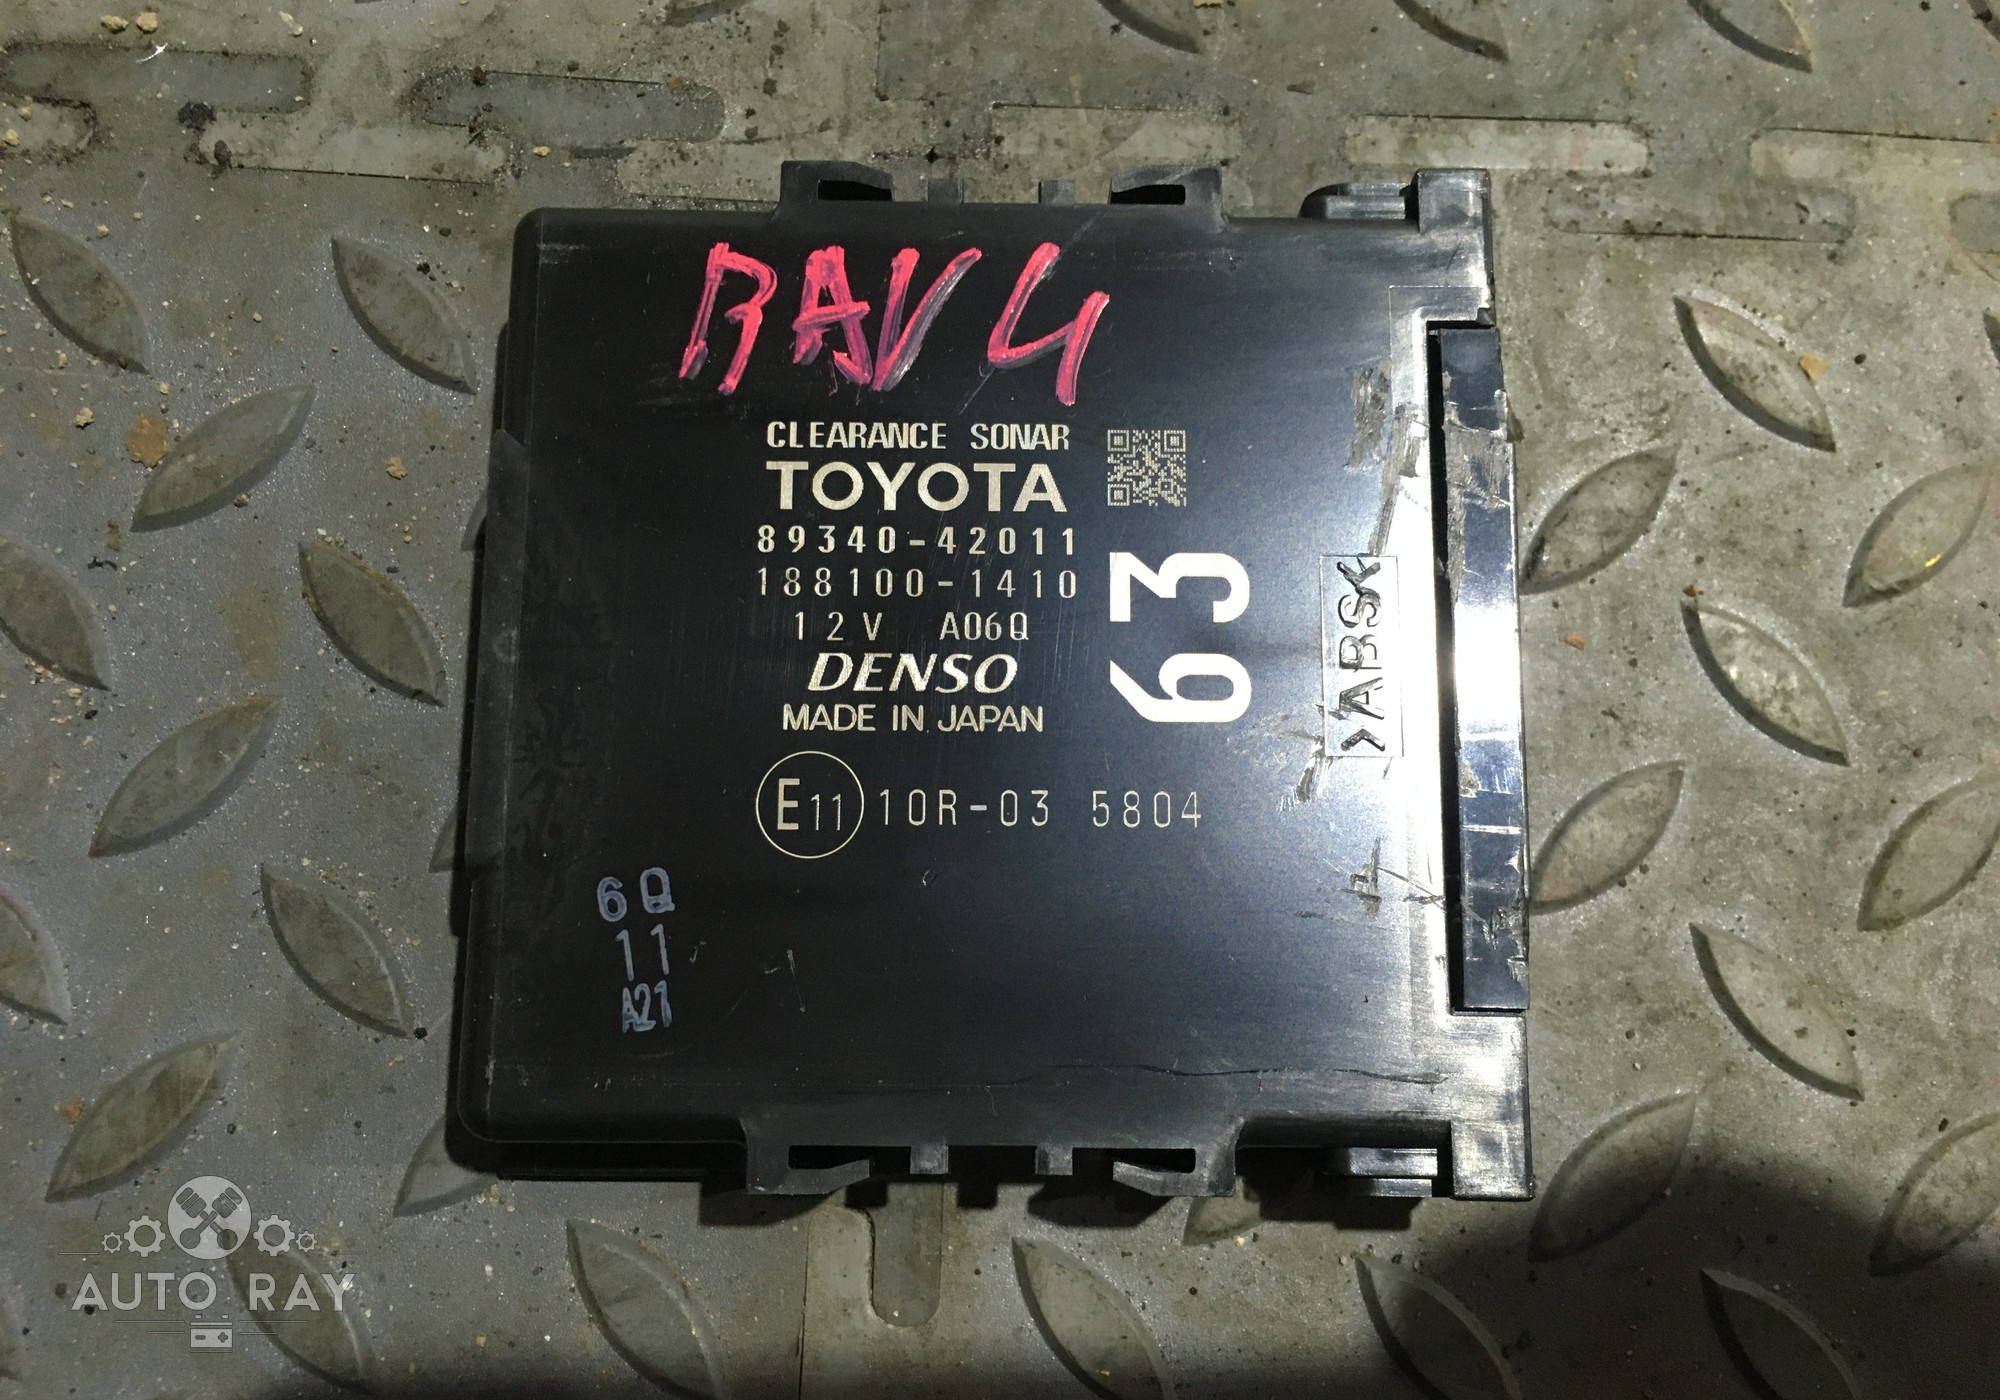 RAV4
CLEARANCE SONAR
TOYOTA
89340-42011
188100-1410
12V A06Q
DENSO
MADE IN JAPAN
63
>ABS<
E11 10R-03 5804
6Q
11
A21
AUTO RAY